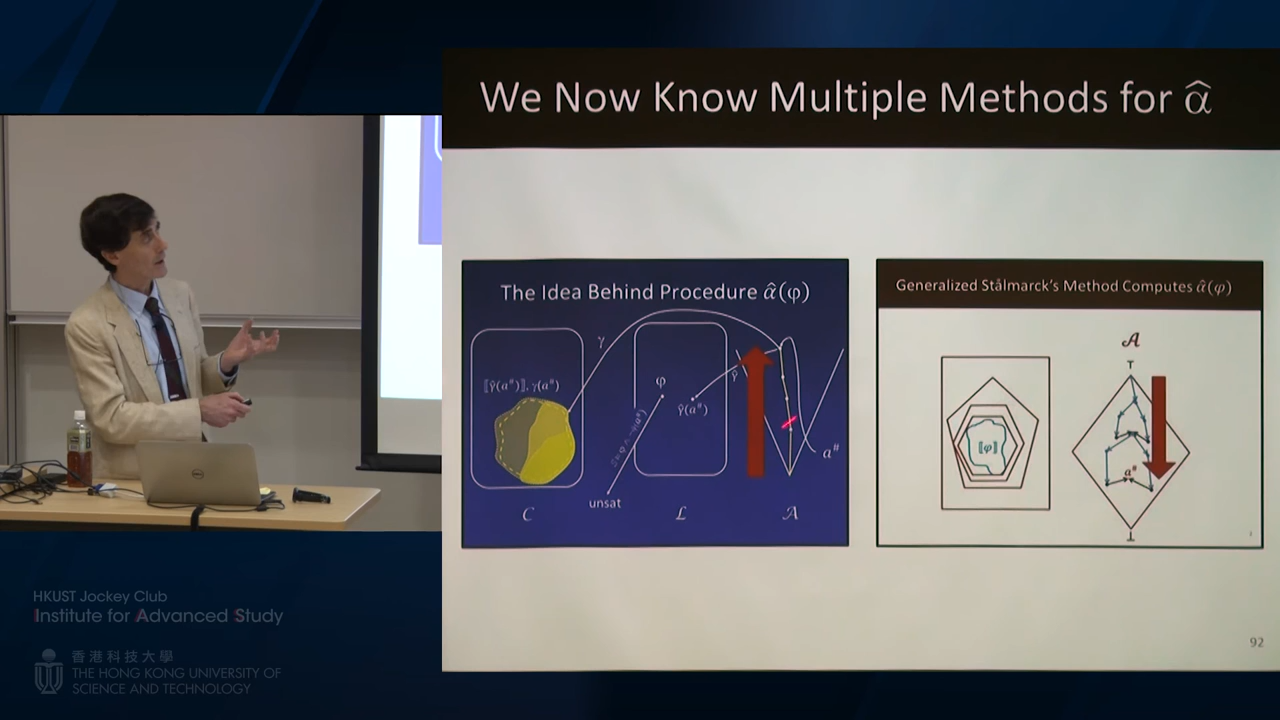 We Now Know Multiple Methods for α̂
The Idea Behind Procedure α̂(φ)
γ
φ
γ̂(a#)
a#
unsat
C
ℒ
𝒜
Generalized Stålmarck's Method Computes α̂(φ)
𝒜
⊤
⟦φ⟧
a#
⊥
92
HKUST Jockey Club
Institute for Advanced Study
香港科技大學
THE HONG KONG UNIVERSITY OF
SCIENCE AND TECHNOLOGY
DELL